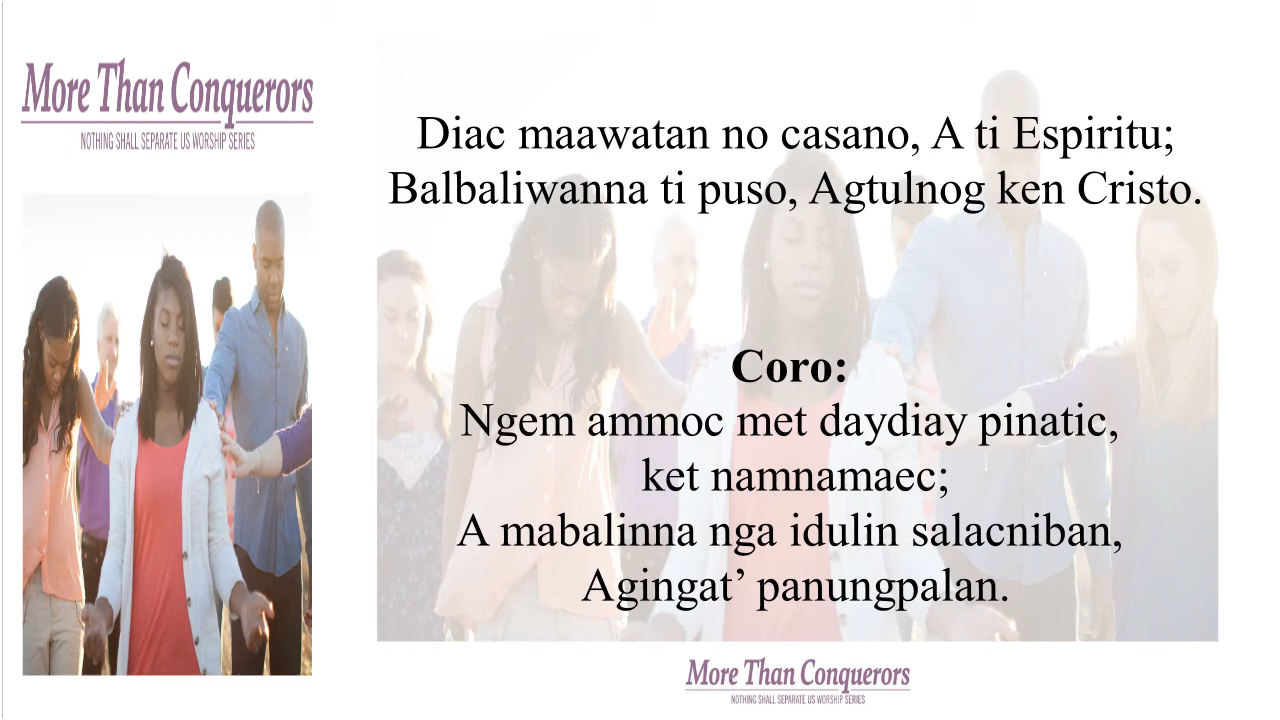 More Than Conquerors
NOTHING SHALL SEPARATE US WORSHIP SERIES
Diac maawatan no casano, A ti Espiritu;
Balbaliwanna ti puso, Agtulnog ken Cristo.
Coro:
Ngem ammoc met daydiay pinatic,
ket namnamaec;
A mabalinna nga idulin salacniban,
Agingat’ panungpalan.
More Than Conquerors
NOTHING SHALL SEPARATE US WORSHIP SERIES